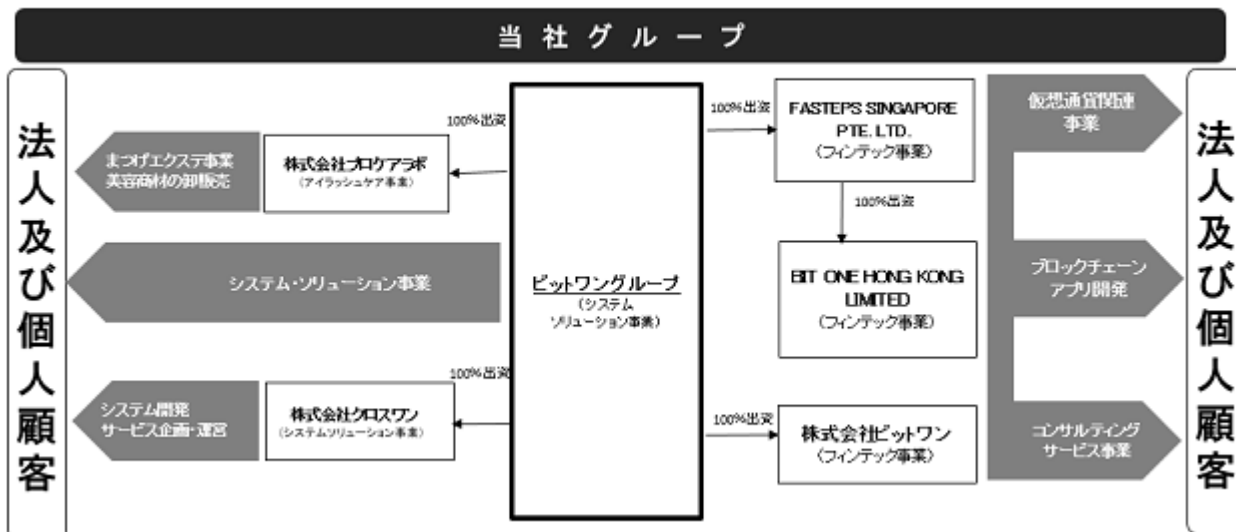 当社グループ
法人及び個人顧客
100%出資
まつげエクステ事業
美容商材の卸販売
株式会社プロケアラボ
(アイラッシュケア事業)
システム・ソリューション事業
100%出資
システム開発
サービス企画・運営
株式会社クロスワン
(システムソリューション事業)
ビットワングループ
(システム
ソリューション事業)
100%出資
FASTEPS SINGAPORE
PTE. LTD.
(フィンテック事業)
100%出資
BIT ONE HONG KONG
LIMITED
(フィンテック事業)
100%出資
株式会社ビットワン
(フィンテック事業)
仮想通貨関連
事業
ブロックチェーン
アプリ開発
コンサルティング
サービス事業
法人及び個人顧客